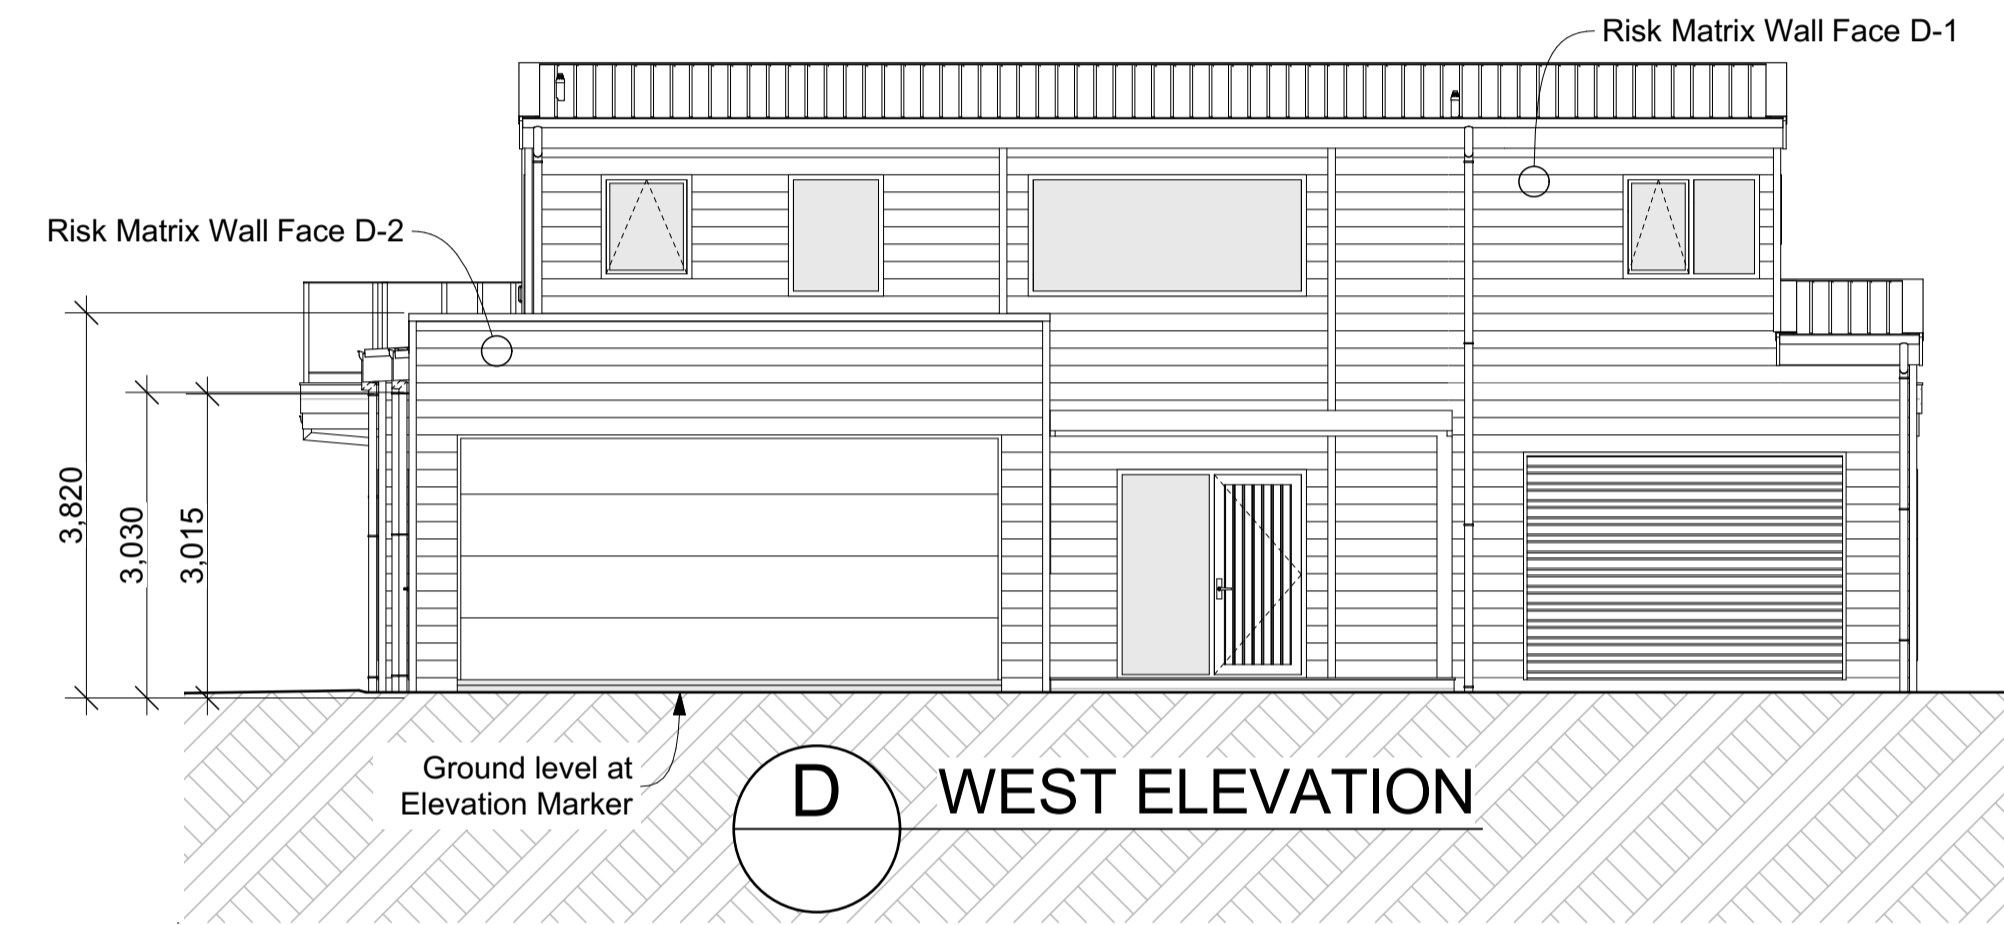 Risk Matrix Wall Face D-1
Risk Matrix Wall Face D-2
3,820
3,030
3,015
Ground level at
Elevation Marker
D
WEST ELEVATION